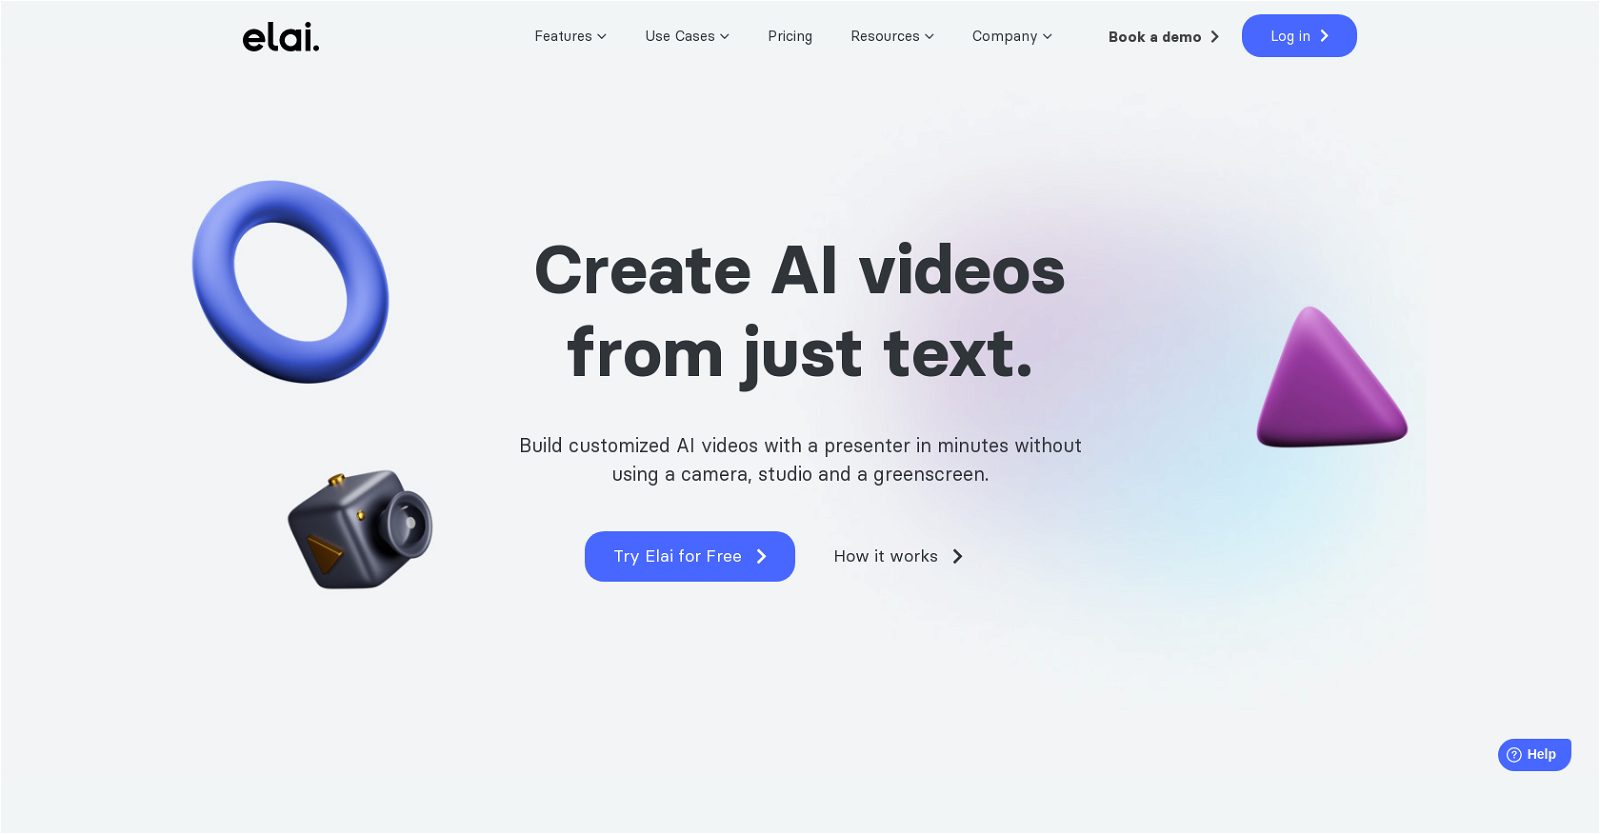 elai.
Features
Use Cases
Pricing
Resources
Company
Book a demo
Log in
Create AI videos
from just text.
Build customized AI videos with a presenter in minutes without
using a camera, studio and a greenscreen.
Try Elai for Free
How it works
Help